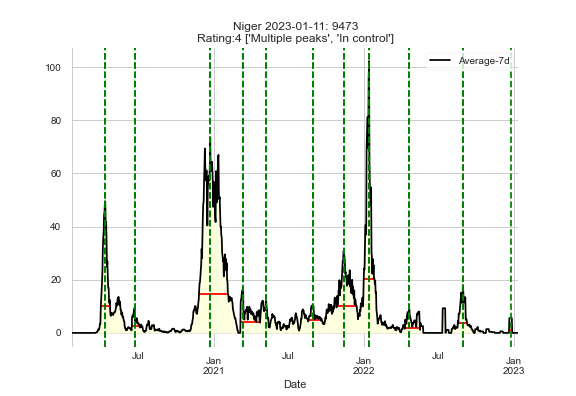 Niger 2023-01-11: 9473
Rating:4 ['Multiple peaks', 'In control']
Average-7d
100
80
60
40
20
0
Jul
Jan
2021
Jul
Jan
2022
Jul
Jan
2023
Date